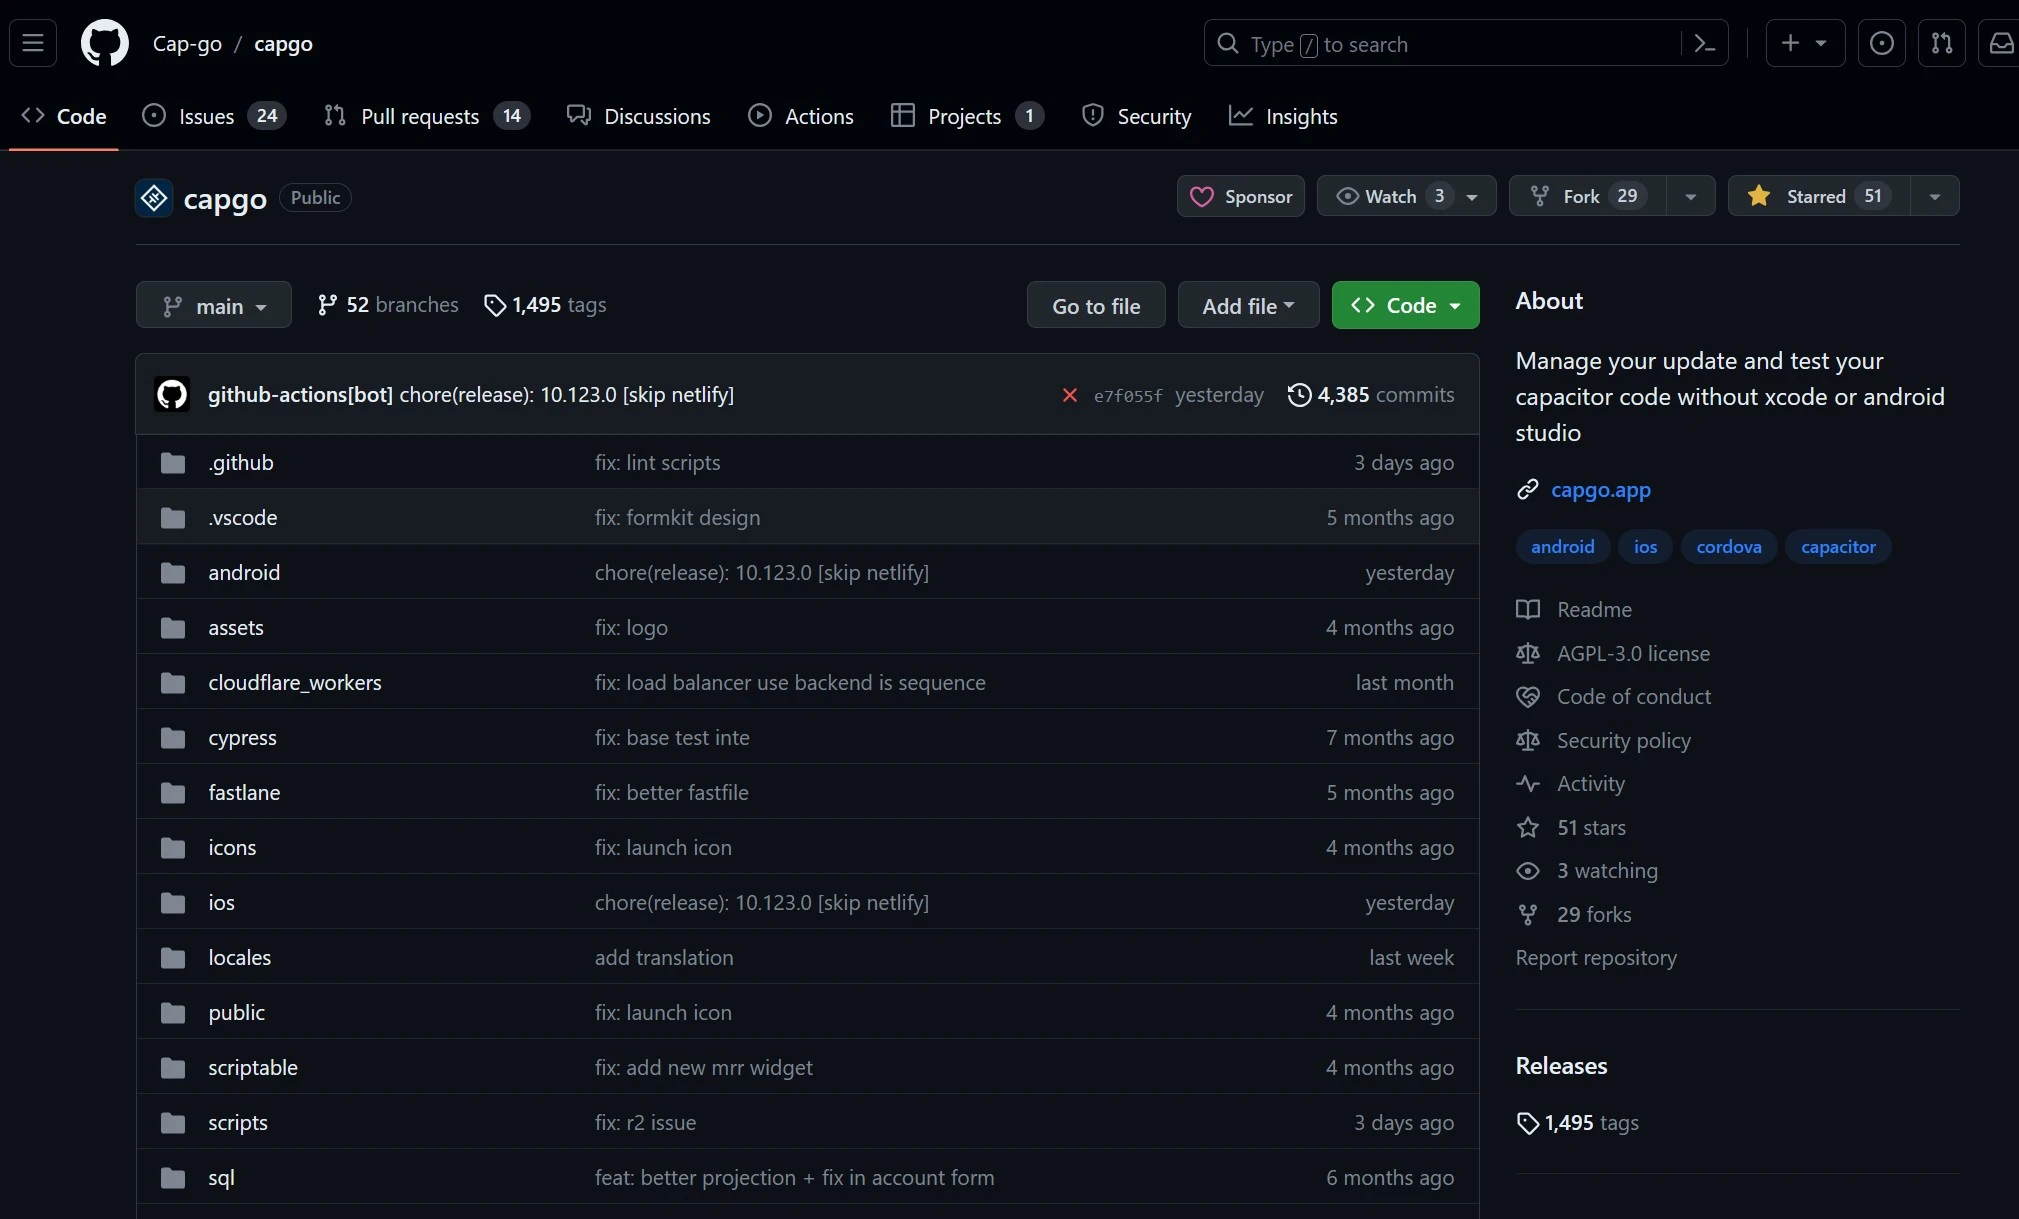 Cap-go / capgo
Type / to search
Code
Issues 24
Pull requests 14
Discussions
Actions
Projects 1
Security
Insights
capgo Public
Sponsor
Watch 3
Fork 29
Starred 51
main
52 branches
1,495 tags
Go to file
Add file
Code
github-actions[bot] chore(release): 10.123.0 [skip netlify] e7f055f yesterday 4,385 commits
.github fix: lint scripts 3 days ago
.vscode fix: formkit design 5 months ago
android chore(release): 10.123.0 [skip netlify] yesterday
assets fix: logo 4 months ago
cloudflare_workers fix: load balancer use backend is sequence last month
cypress fix: base test inte 7 months ago
fastlane fix: better fastfile 5 months ago
icons fix: launch icon 4 months ago
ios chore(release): 10.123.0 [skip netlify] yesterday
locales add translation last week
public fix: launch icon 4 months ago
scriptable fix: add new mrr widget 4 months ago
scripts fix: r2 issue 3 days ago
sql feat: better projection + fix in account form 6 months ago
About
Manage your update and test your
capacitor code without xcode or android
studio
capgo.app
android ios cordova capacitor
Readme
AGPL-3.0 license
Code of conduct
Security policy
Activity
51 stars
3 watching
29 forks
Report repository
Releases
1,495 tags